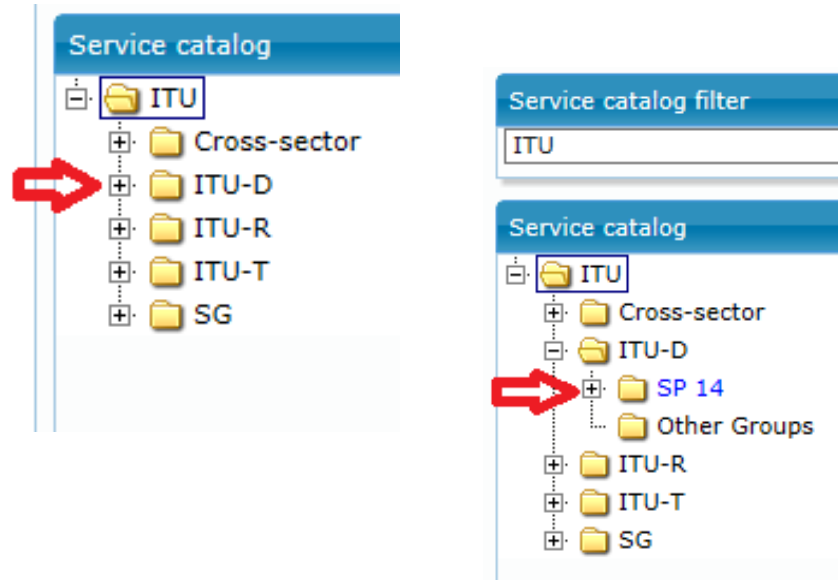 Service catalog
ITU
Cross-sector
ITU-D
ITU-R
ITU-T
SG
Service catalog filter
ITU
Service catalog
ITU
Cross-sector
ITU-D
SP 14
Other Groups
ITU-R
ITU-T
SG